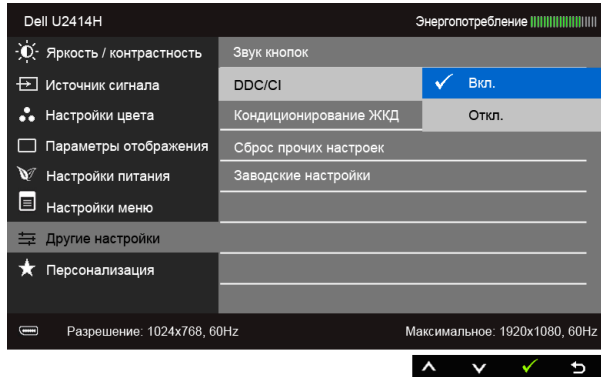 Dell U2414H Энергопотребление
Яркость / контрастность Звук кнопок
Источник сигнала DDC/CI Вкл.
Настройки цвета Кондиционирование ЖКД Откл.
Параметры отображения Сброс прочих настроек
Настройки питания Заводские настройки
Настройки меню
Другие настройки
Персонализация
Разрешение: 1024x768, 60Hz Максимальное: 1920x1080, 60Hz